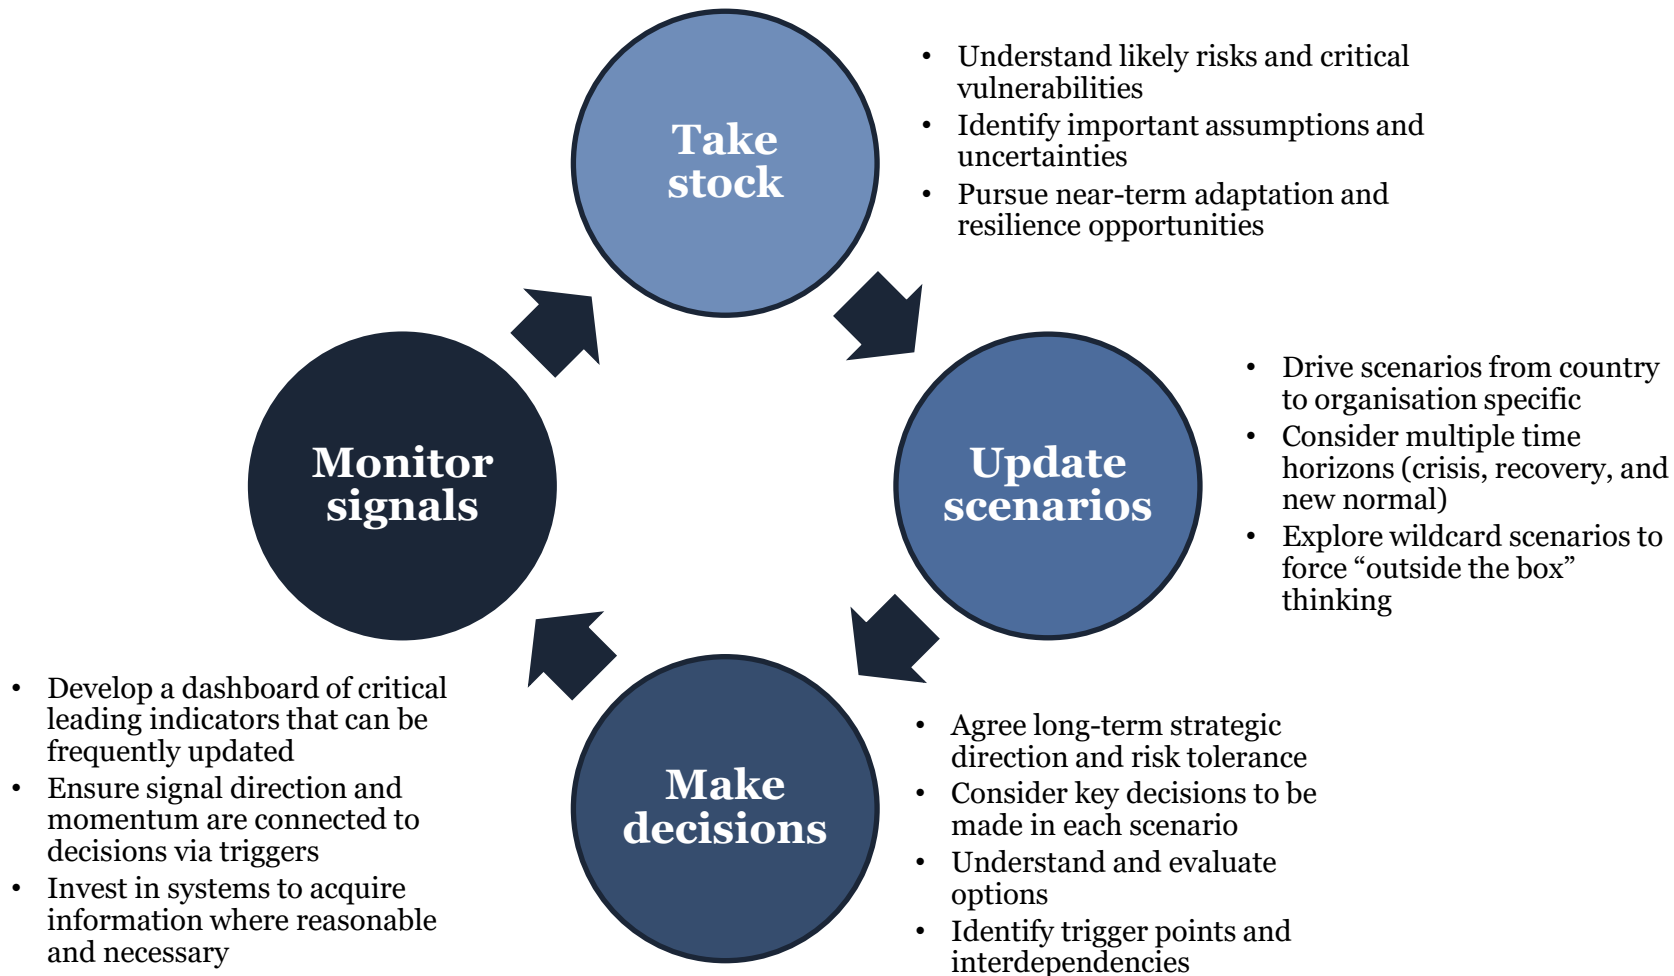 Take
stock
• Understand likely risks and critical
vulnerabilities
• Identify important assumptions and
uncertainties
• Pursue near-term adaptation and
resilience opportunities
Update
scenarios
• Drive scenarios from country
to organisation specific
• Consider multiple time
horizons (crisis, recovery, and
new normal)
• Explore wildcard scenarios to
force “outside the box”
thinking
Make
decisions
• Agree long-term strategic
direction and risk tolerance
• Consider key decisions to be
made in each scenario
• Understand and evaluate
options
• Identify trigger points and
interdependencies
Monitor
signals
• Develop a dashboard of critical
leading indicators that can be
frequently updated
• Ensure signal direction and
momentum are connected to
decisions via triggers
• Invest in systems to acquire
information where reasonable
and necessary